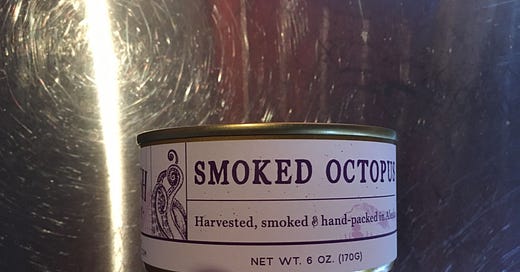 SMOKED OCTOPUS
Harvested, smoked & hand-packed in
NET WT. 6 OZ. (170G)